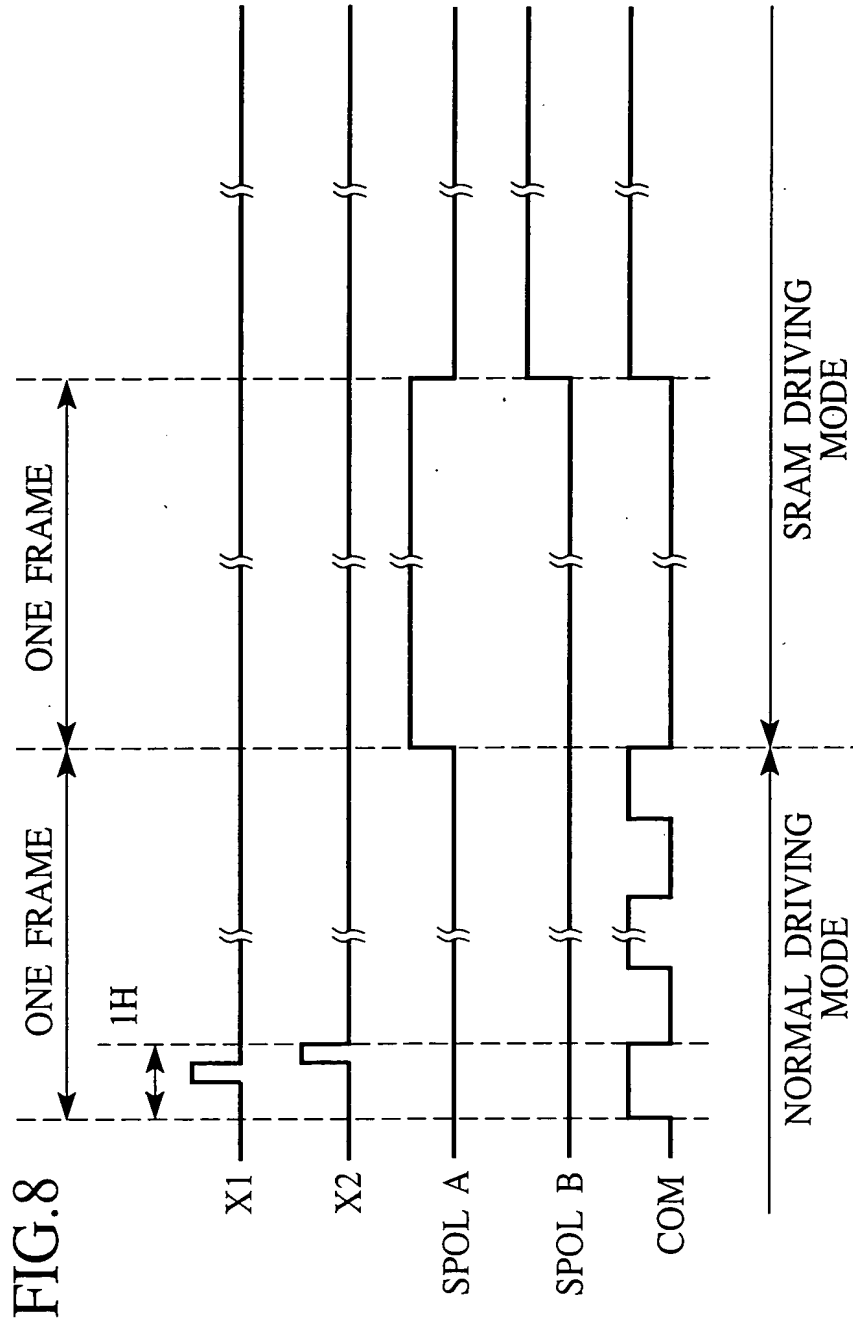 FIG.8
ONE FRAME
ONE FRAME
1H
X1
X2
SPOL A
SPOL B
COM
NORMAL DRIVING
MODE
SRAM DRIVING
MODE